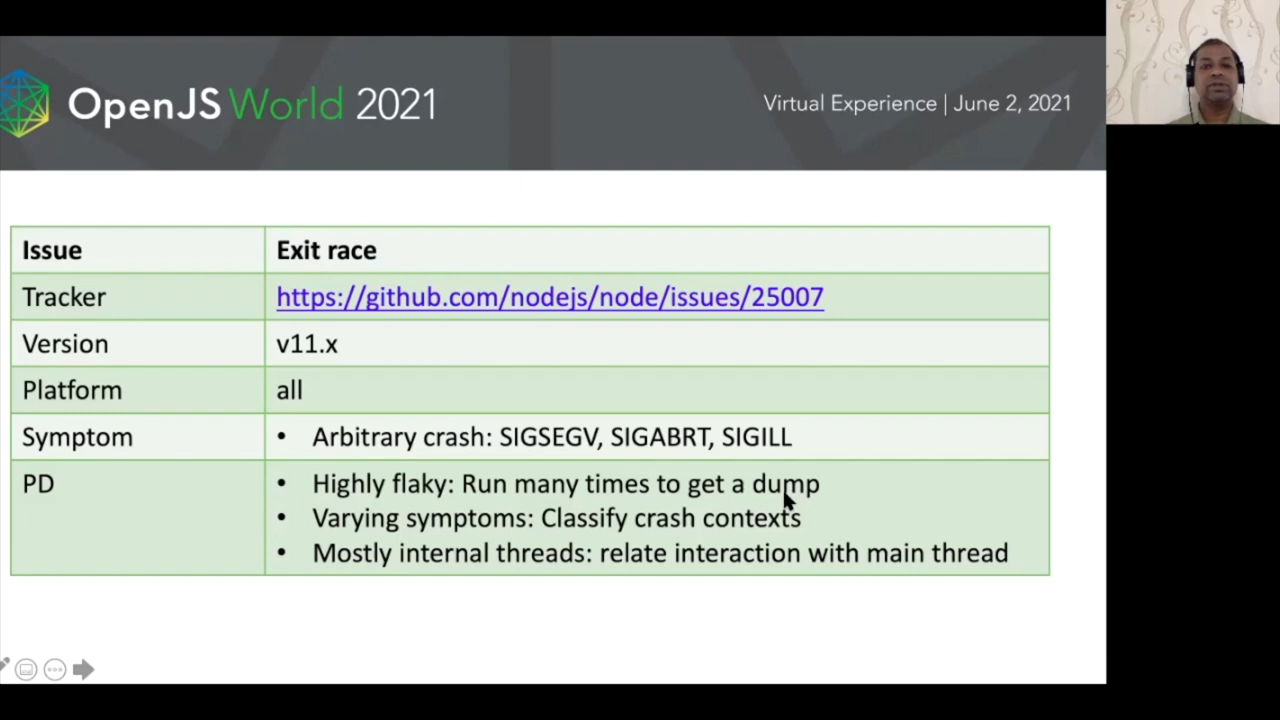 OpenJS World 2021
Virtual Experience | June 2, 2021
Issue
Exit race
Tracker
https://github.com/nodejs/node/issues/25007
Version
v11.x
Platform
all
Symptom
• Arbitrary crash: SIGSEGV, SIGABRT, SIGILL
PD
• Highly flaky: Run many times to get a dump
• Varying symptoms: Classify crash contexts
• Mostly internal threads: relate interaction with main thread